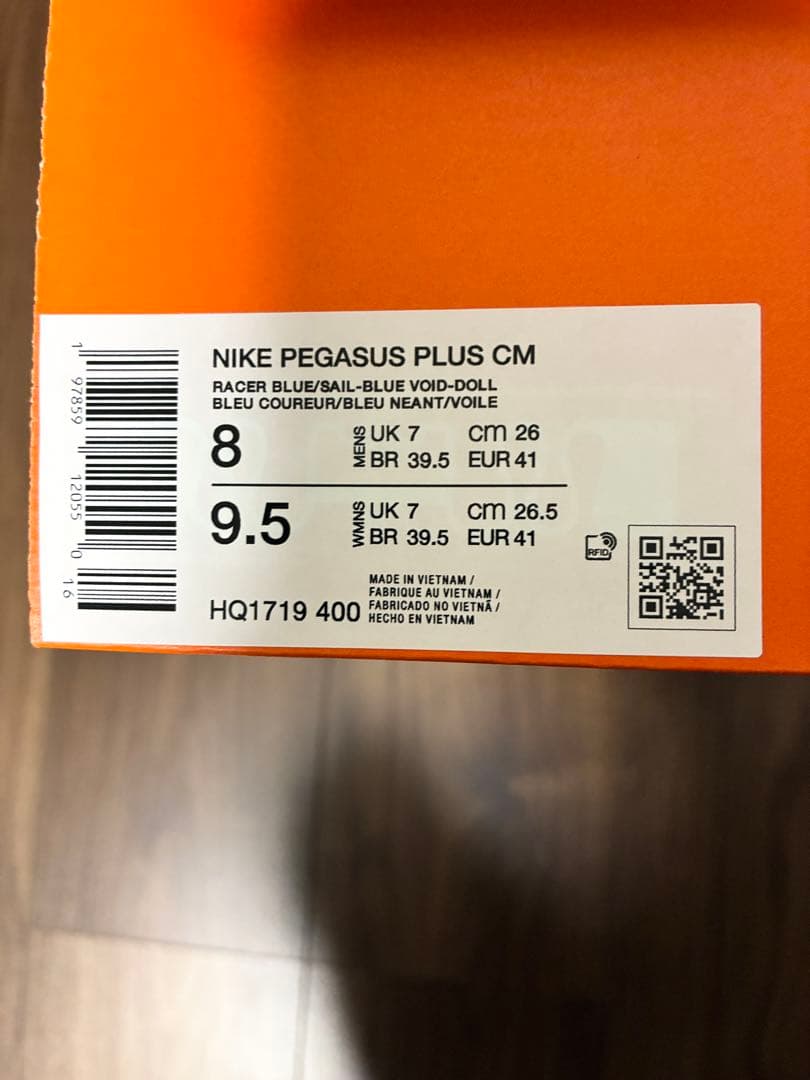 NIKE PEGASUS PLUS CM
RACER BLUE/SAIL-BLUE VOID-DOLL
BLEU COUREUR/BLEU NEANT/VOILE
8
MENS
UK 7 cm 26
BR 39.5 EUR 41
9.5
WMNS
UK 7 cm 26.5
BR 39.5 EUR 41
HQ1719 400
MADE IN VIETNAM /
FABRIQUE AU VIETNAM /
FABRICADO NO VIETNÃ /
HECHO EN VIETNAM
RFID
1 97859 12055 0 16